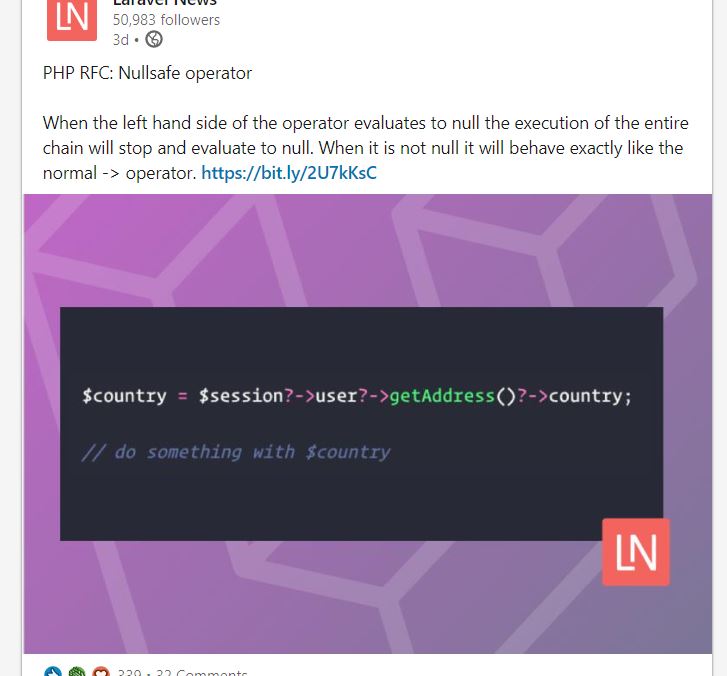 LN
Laravel News
50,983 followers
3d •
PHP RFC: Nullsafe operator
When the left hand side of the operator evaluates to null the execution of the entire
chain will stop and evaluate to null. When it is not null it will behave exactly like the
normal -> operator. https://bit.ly/2U7kKsC
$country = $session?->user?->getAddress()?->country;
// do something with $country
LN
339 • 32 Comments